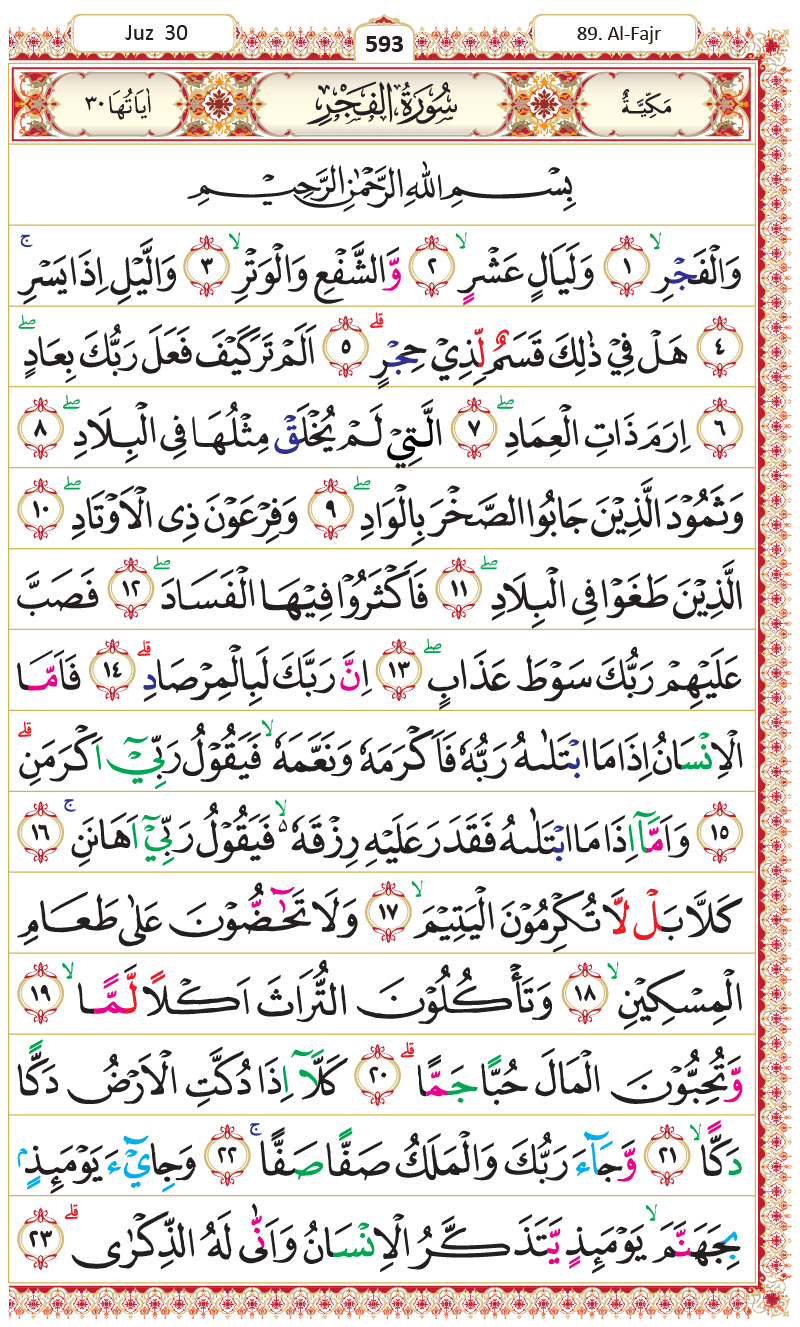 Juz 30
593
89. Al-Fajr
مَكِّيَّةٌ
سُوْرَةُ الْفَجْرِ
اٰيَاتُهَا ٣٠
بِسْمِ اللهِ الرَّحْمٰنِ الرَّحِيْمِ
وَالْفَجْرِۙ ١ وَلَيَالٍ عَشْرٍۙ ٢ وَّالشَّفْعِ وَالْوَتْرِۙ ٣ وَالَّيْلِ اِذَا يَسْرِۚ
٤ هَلْ فِيْ ذٰلِكَ قَسَمٌ لِّذِيْ حِجْرٍۗ ٥ اَلَمْ تَرَ كَيْفَ فَعَلَ رَبُّكَ بِعَادٍۖ
٦ اِرَمَ ذَاتِ الْعِمَادِۖ ٧ الَّتِيْ لَمْ يُخْلَقْ مِثْلُهَا فِى الْبِلَادِۖ ٨
وَثَمُوْدَ الَّذِيْنَ جَابُوا الصَّخْرَ بِالْوَادِۖ ٩ وَفِرْعَوْنَ ذِى الْاَوْتَادِۖ ١٠
الَّذِيْنَ طَغَوْا فِى الْبِلَادِۖ ١١ فَاَكْثَرُوْا فِيْهَا الْفَسَادَۖ ١٢ فَصَبَّ
عَلَيْهِمْ رَبُّكَ سَوْطَ عَذَابٍۖ ١٣ اِنَّ رَبَّكَ لَبِالْمِرْصَادِۗ ١٤ فَاَمَّا
الْاِنْسَانُ اِذَا مَا ابْتَلٰىهُ رَبُّهٗ فَاَكْرَمَهٗ وَنَعَّمَهٗۙ فَيَقُوْلُ رَبِّيْٓ اَكْرَمَنِۗ
١٥ وَاَمَّآ اِذَا مَا ابْتَلٰىهُ فَقَدَرَ عَلَيْهِ رِزْقَهٗۙ ە فَيَقُوْلُ رَبِّيْٓ اَهَانَنِۚ ١٦
كَلَّا بَلْ لَّا تُكْرِمُوْنَ الْيَتِيْمَۙ ١٧ وَلَا تَحٰۤضُّوْنَ عَلٰى طَعَامِ
الْمِسْكِيْنِۙ ١٨ وَتَأْكُلُوْنَ التُّرَاثَ اَكْلًا لَّمًّاۙ ١٩
وَّتُحِبُّوْنَ الْمَالَ حُبًّا جَمًّاۗ ٢٠ كَلَّآ اِذَا دُكَّتِ الْاَرْضُ دَكًّا
دَكًّاۙ ٢١ وَّجَآءَ رَبُّكَ وَالْمَلَكُ صَفًّا صَفًّاۚ ٢٢ وَجِايْۤءَ يَوْمَىِٕذٍۢ
بِجَهَنَّمَۙ يَوْمَىِٕذٍ يَّتَذَكَّرُ الْاِنْسَانُ وَاَنّٰى لَهُ الذِّكْرٰىۗ ٢٣